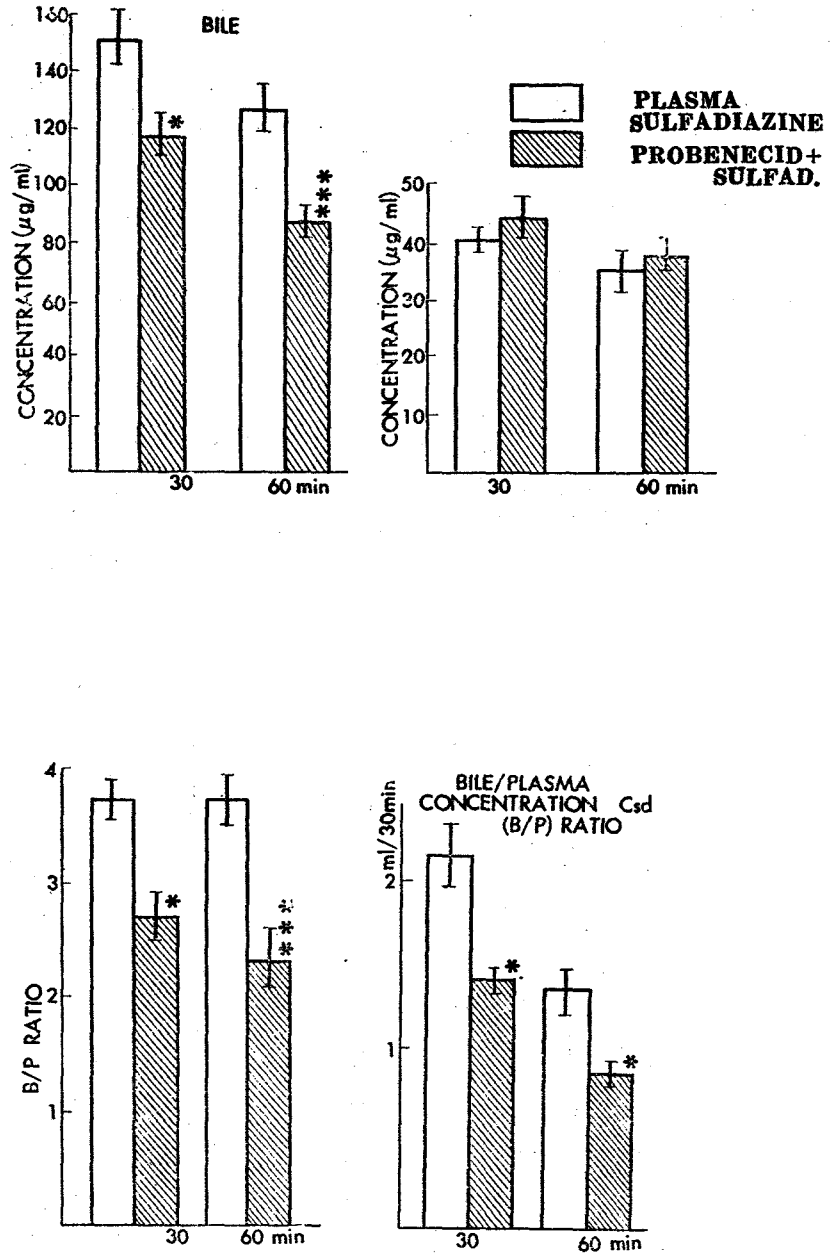 BILE
160
140
120
100
80
60
40
20
CONCENTRATION (µg/ml)
*
***
30
60 min
PLASMA
SULFADIAZINE
PROBENECID+
SULFAD.
50
40
30
20
10
CONCENTRATION (µg/ml)
30
60 min
4
3
2
1
B/P RATIO
*
***
30
60 min
BILE/PLASMA
CONCENTRATION Csd
(B/P) RATIO
ml/30min
2
1
*
*
30
60 min